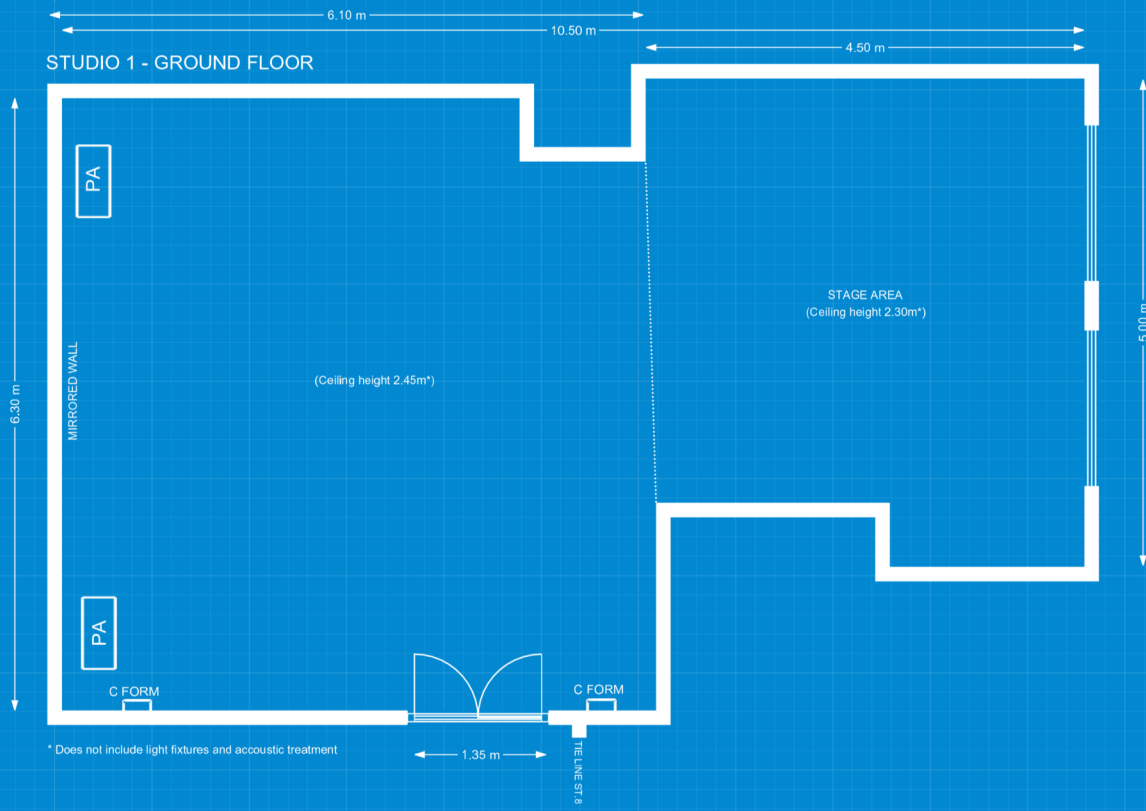 6.10 m
10.50 m
4.50 m
STUDIO 1 - GROUND FLOOR
PA
STAGE AREA
(Ceiling height 2.30m*)
5.00 m
MIRRORED WALL
(Ceiling height 2.45m*)
6.30 m
PA
C FORM
C FORM
* Does not include light fixtures and accoustic treatment
1.35 m
TIE LINE ST.8